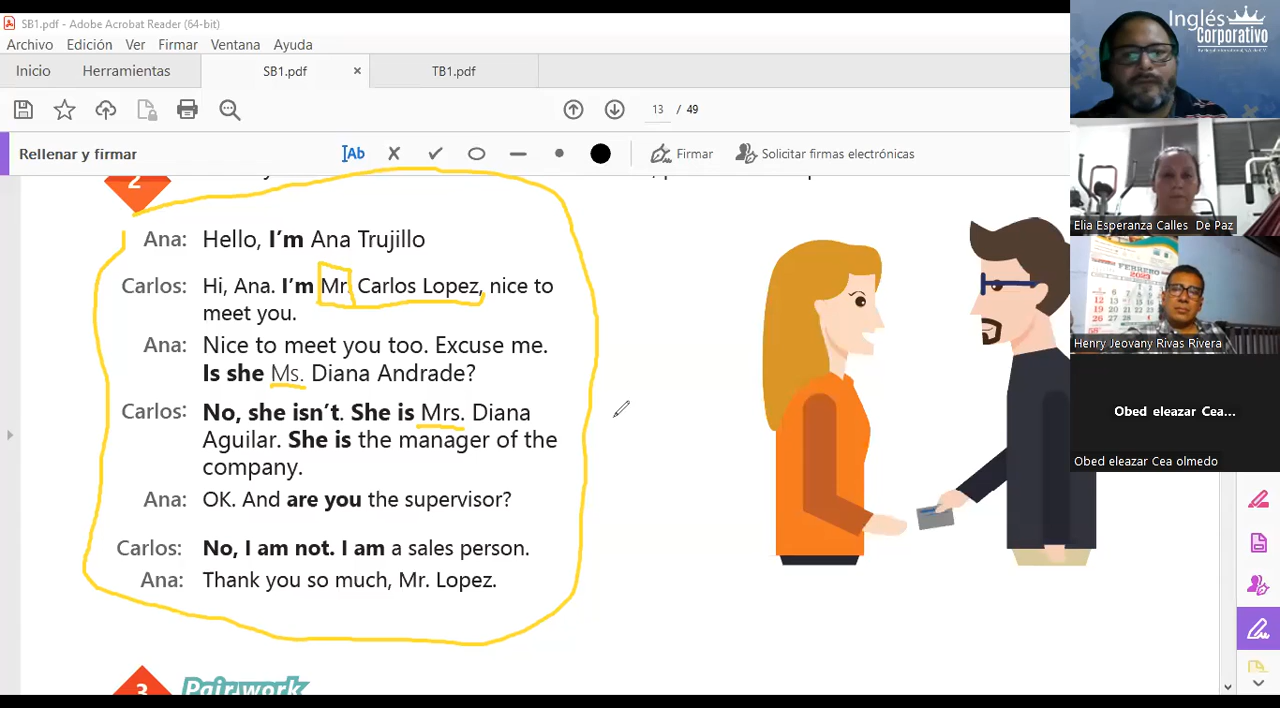 SB1.pdf - Adobe Acrobat Reader (64-bit)
Archivo Edición Ver Firmar Ventana Ayuda
Inicio Herramientas SB1.pdf × TB1.pdf
13 / 49
Rellenar y firmar Ab Firmar Solicitar firmas electrónicas
2
Ana: Hello, I'm Ana Trujillo
Carlos: Hi, Ana. I'm Mr. Carlos Lopez, nice to
meet you.
Ana: Nice to meet you too. Excuse me.
Is she Ms. Diana Andrade?
Carlos: No, she isn't. She is Mrs. Diana
Aguilar. She is the manager of the
company.
Ana: OK. And are you the supervisor?
Carlos: No, I am not. I am a sales person.
Ana: Thank you so much, Mr. Lopez.
3 Pair work
Inglés
Corporativo
Elia Esperanza Calles De Paz
FEBRERO
Henry Jeovany Rivas Rivera
Obed eleazar Cea...
Obed eleazar Cea olmedo